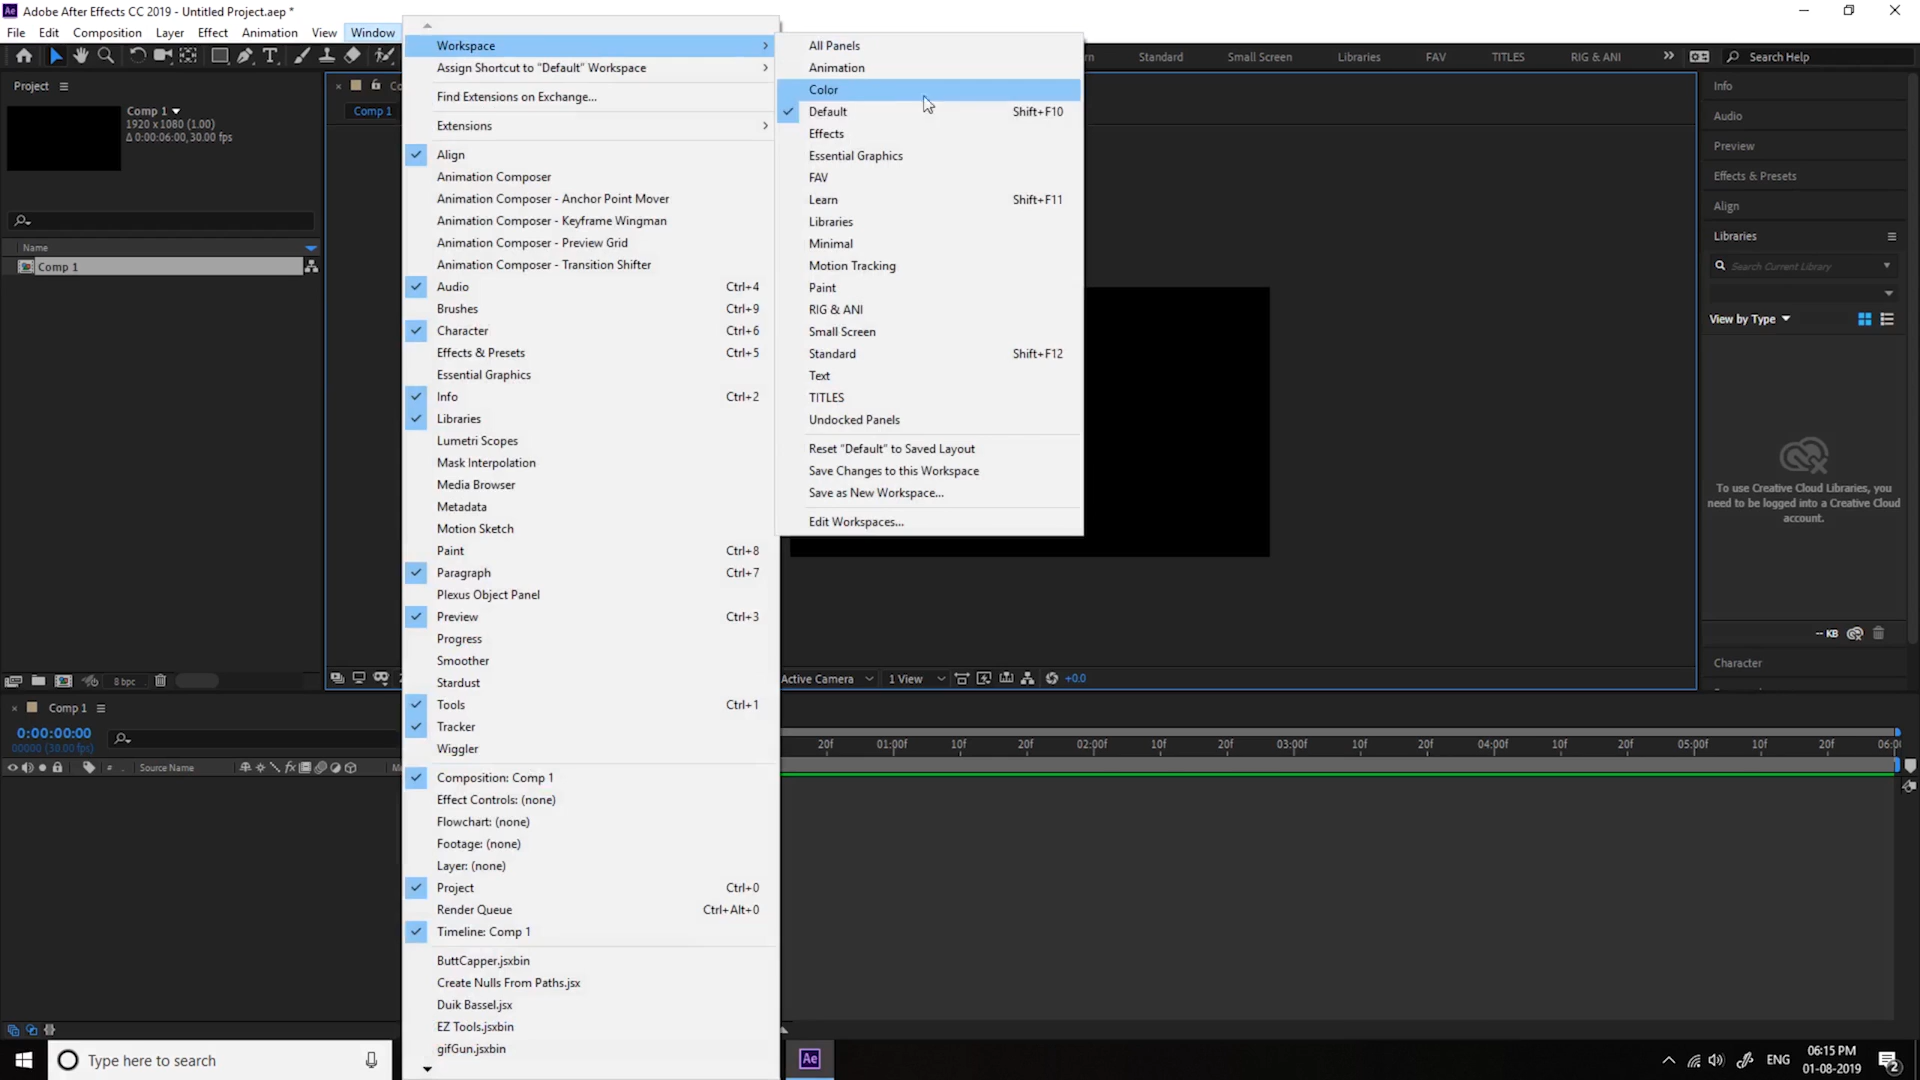 Adobe After Effects CC 2019 - Untitled Project.aep *
File Edit Composition Layer Effect Animation View Window
Standard Small Screen Libraries FAV TITLES RIG & ANI » Search Help
Project
Comp 1
1920 x 1080 (1.00)
Δ 0:00:06:00, 30.00 fps
Name
Comp 1
8 bpc
Workspace
Assign Shortcut to "Default" Workspace
Find Extensions on Exchange...
Extensions
Align
Animation Composer
Animation Composer - Anchor Point Mover
Animation Composer - Keyframe Wingman
Animation Composer - Preview Grid
Animation Composer - Transition Shifter
Audio Ctrl+4
Brushes Ctrl+9
Character Ctrl+6
Effects & Presets Ctrl+5
Essential Graphics
Info Ctrl+2
Libraries
Lumetri Scopes
Mask Interpolation
Media Browser
Metadata
Motion Sketch
Paint Ctrl+8
Paragraph Ctrl+7
Plexus Object Panel
Preview Ctrl+3
Progress
Smoother
Stardust
Tools Ctrl+1
Tracker
Wiggler
Composition: Comp 1
Effect Controls: (none)
Flowchart: (none)
Footage: (none)
Layer: (none)
Project Ctrl+0
Render Queue Ctrl+Alt+0
Timeline: Comp 1
ButtCapper.jsxbin
Create Nulls From Paths.jsx
Duik Bassel.jsx
EZ Tools.jsxbin
gifGun.jsxbin
All Panels
Animation
Color
Default Shift+F10
Effects
Essential Graphics
FAV
Learn Shift+F11
Libraries
Minimal
Motion Tracking
Paint
RIG & ANI
Small Screen
Standard Shift+F12
Text
TITLES
Undocked Panels
Reset "Default" to Saved Layout
Save Changes to this Workspace
Save as New Workspace...
Edit Workspaces...
Comp 1
Active Camera 1 View +0.0
Info
Audio
Preview
Effects & Presets
Align
Libraries
Search Current Library
View by Type
To use Creative Cloud Libraries, you
need to be logged into a Creative Cloud
account.
-- KB
Character
Comp 1
0:00:00:00
00000 (30.00 fps)
# Source Name
20f 01:00f 10f 20f 02:00f 10f 20f 03:00f 10f 20f 04:00f 10f 20f 05:00f 10f 20f
Type here to search
Ae
ENG
06:15 PM
01-08-2019
2